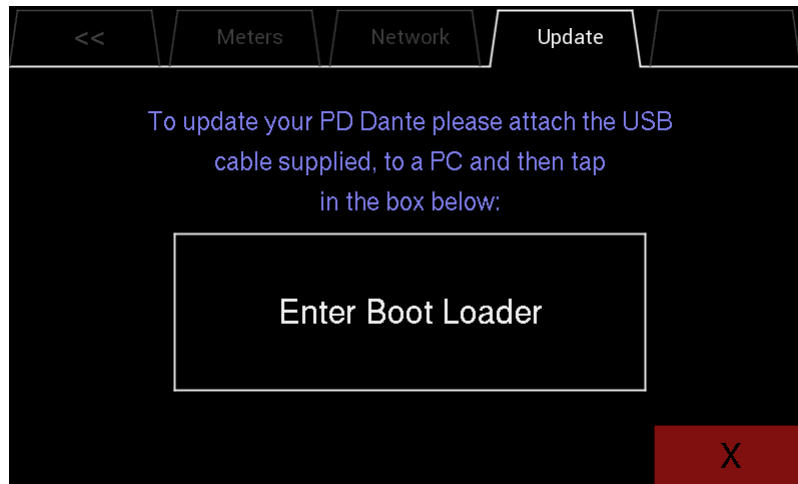 <<
Meters
Network
Update
To update your PD Dante please attach the USB
cable supplied, to a PC and then tap
in the box below:
Enter Boot Loader
X